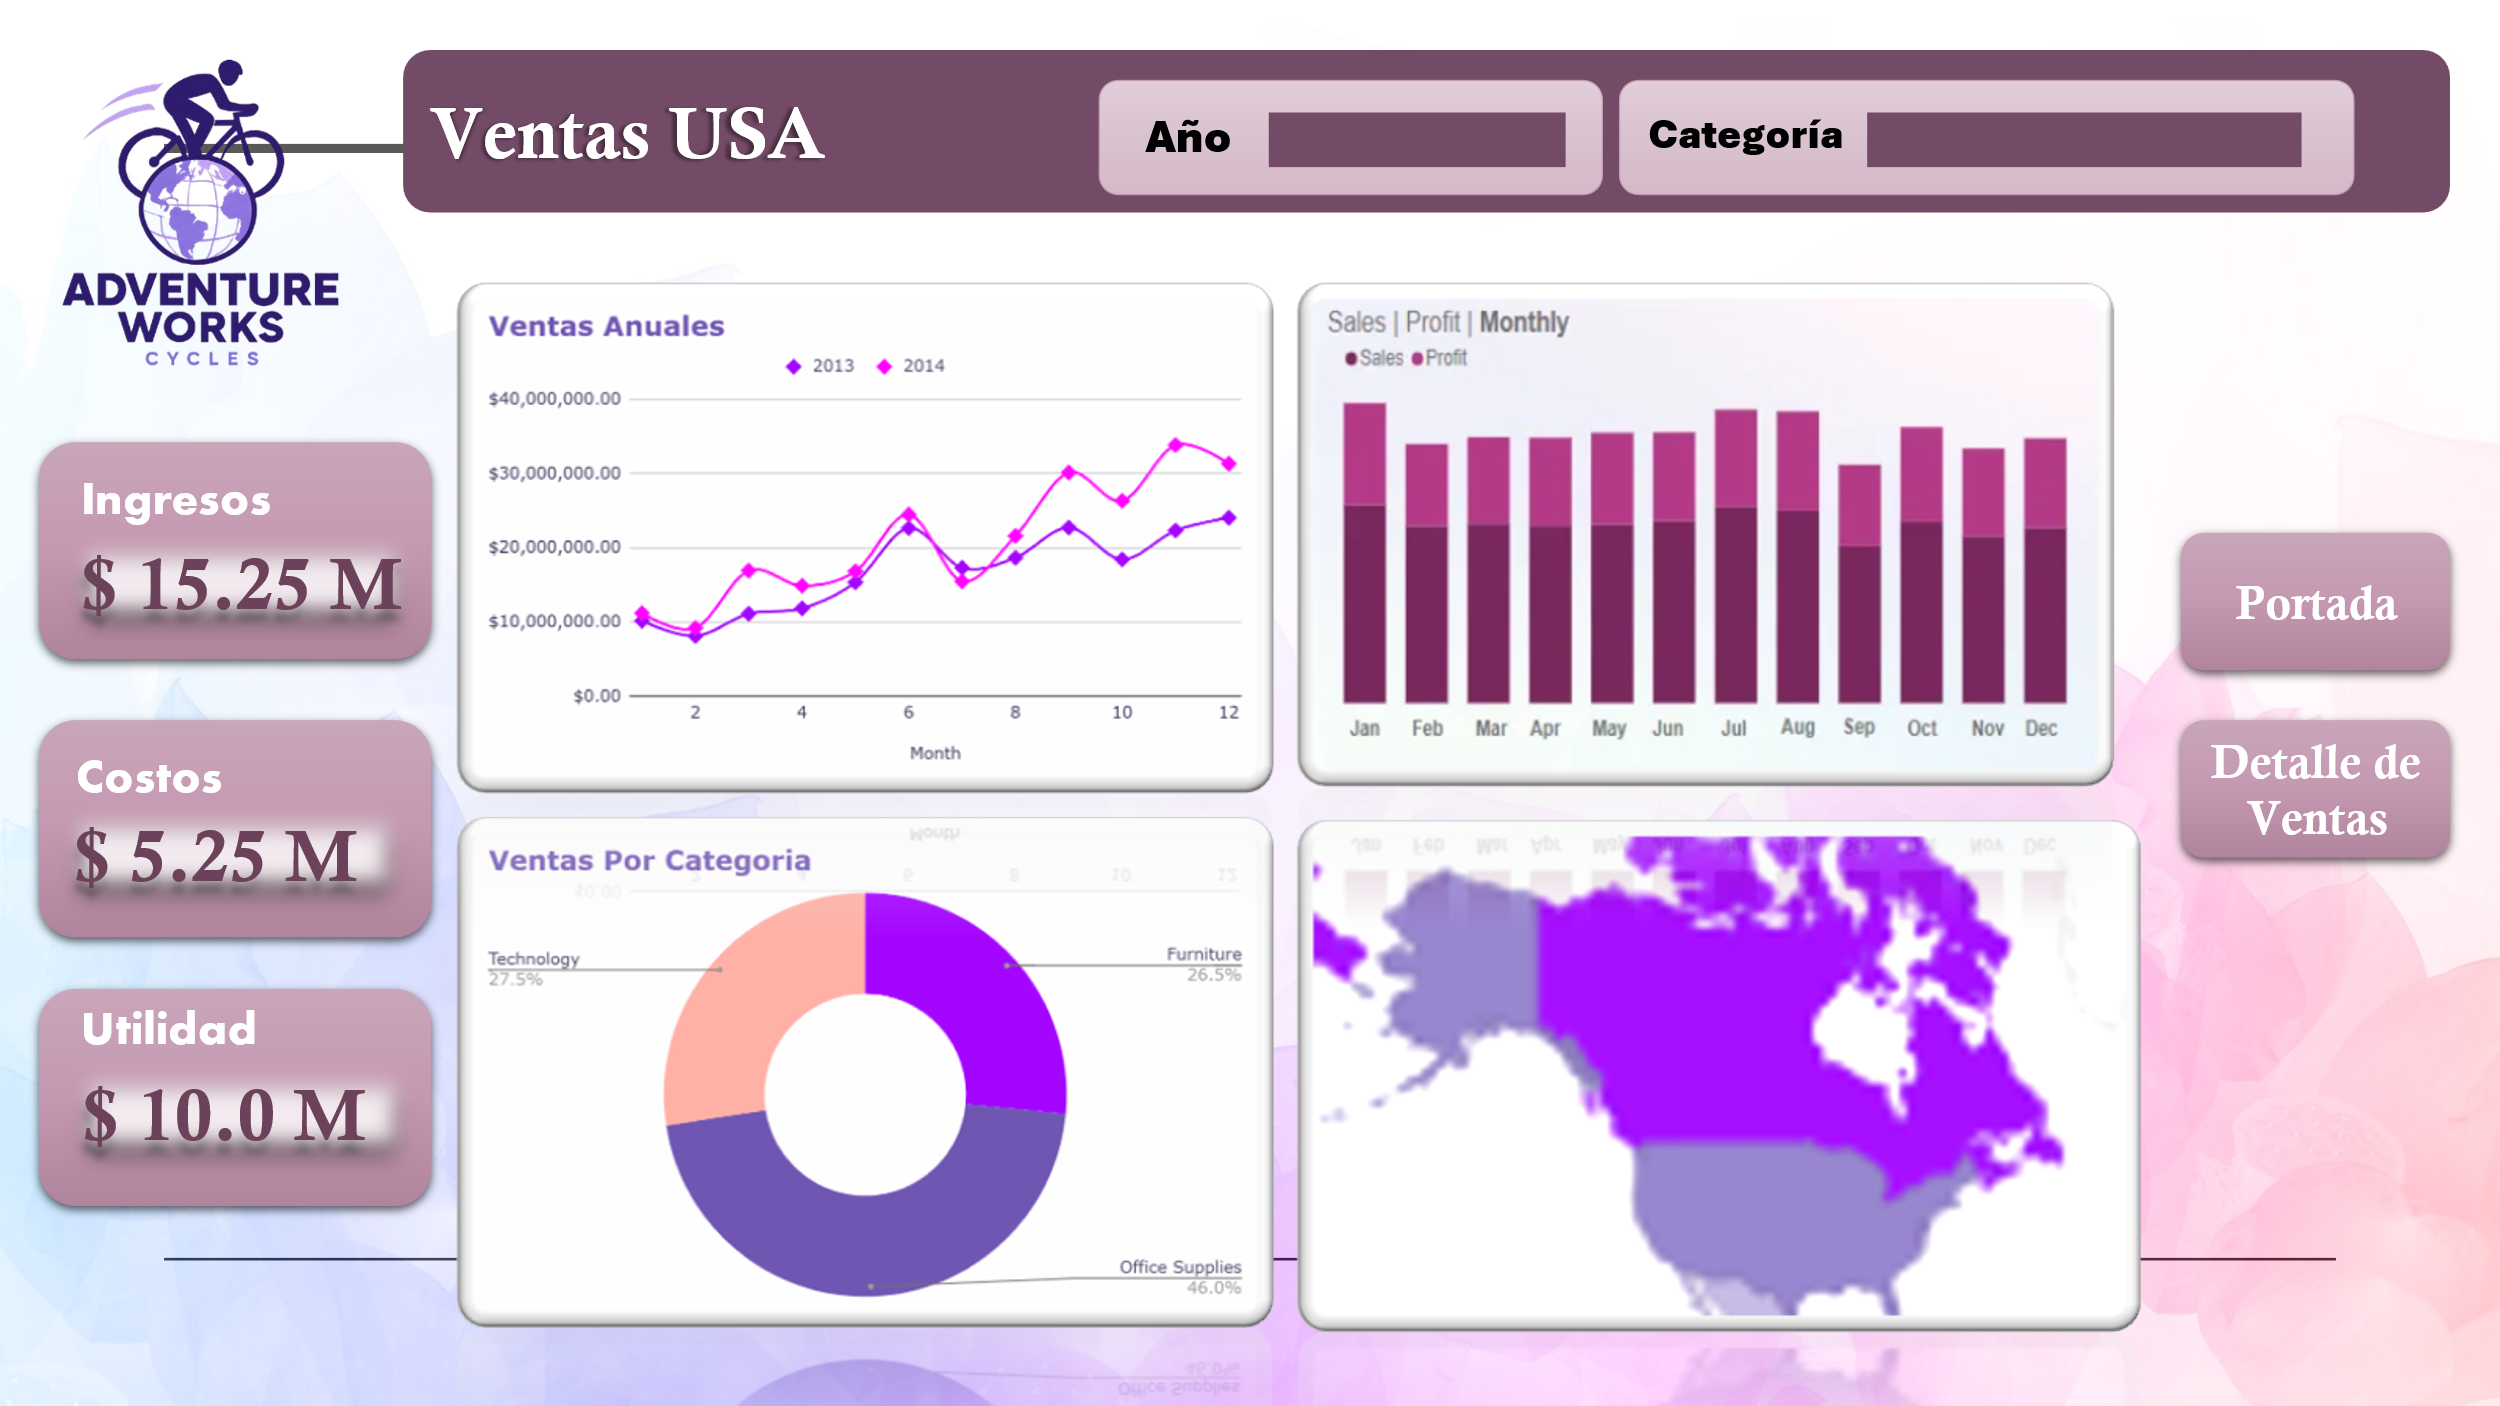 Ventas USA
Año
Categoría
ADVENTURE
WORKS
CYCLES
Ingresos
$ 15.25 M
Costos
$ 5.25 M
Utilidad
$ 10.0 M
Ventas Anuales
2013 2014
$40,000,000.00
$30,000,000.00
$20,000,000.00
$10,000,000.00
$0.00
2 4 6 8 10 12
Month
Sales | Profit | Monthly
Sales Profit
Jan Feb Mar Apr May Jun Jul Aug Sep Oct Nov Dec
Ventas Por Categoria
Technology
27.5%
Furniture
26.5%
Office Supplies
46.0%
Portada
Detalle de
Ventas